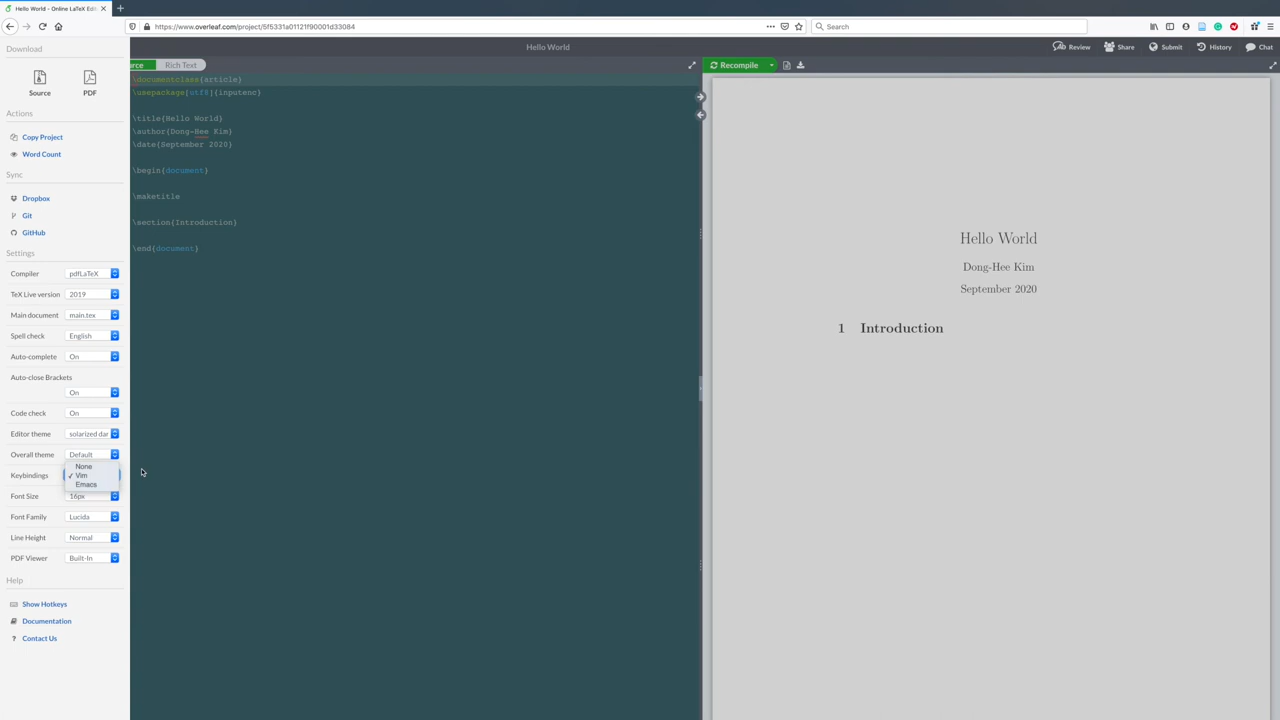 Hello World - Online LaTeX Edit
https://www.overleaf.com/project/5f5331a01121f90001d33084
Search
Download
Source
PDF
Actions
Copy Project
Word Count
Sync
Dropbox
Git
GitHub
Settings
Compiler pdfLaTeX
TeX Live version 2019
Main document main.tex
Spell check English
Auto-complete On
Auto-close Brackets
On
Code check On
Editor theme solarized dar
Overall theme Default
Keybindings
None
✓ Vim
Emacs
Font Size 16px
Font Family Lucida
Line Height Normal
PDF Viewer Built-In
Help
Show Hotkeys
Documentation
? Contact Us
Hello World
Review
Share
Submit
History
Chat
urce
Rich Text
\documentclass{article}
\usepackage[utf8]{inputenc}
\title{Hello World}
\author{Dong-Hee Kim}
\date{September 2020}
\begin{document}
\maketitle
\section{Introduction}
\end{document}
Recompile
Hello World
Dong-Hee Kim
September 2020
1 Introduction